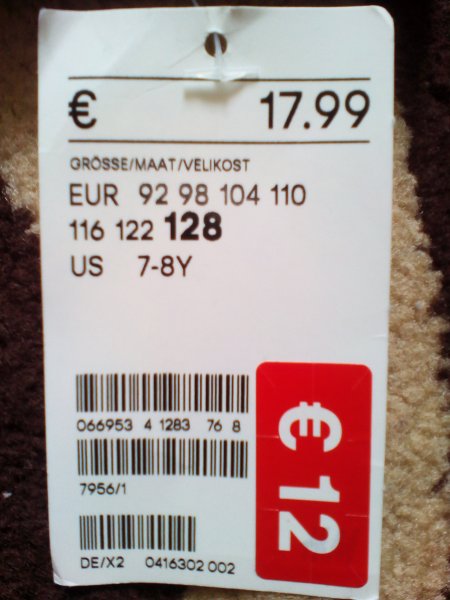 € 17.99
GRÖSSE/MAAT/VELIKOST
EUR 92 98 104 110
116 122 128
US 7-8Y
066953 4 1283 76 8
7956/1
DE/X2 0416302 002
€ 12